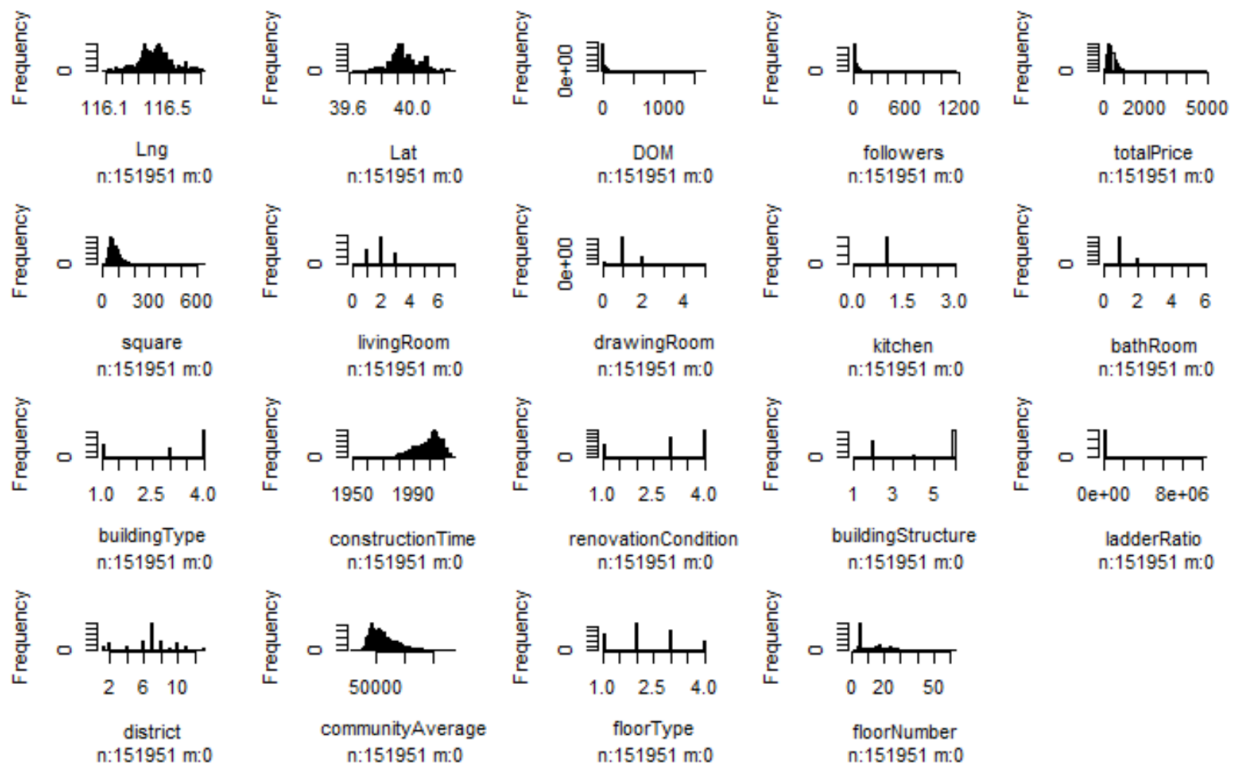 Frequency Frequency Frequency Frequency Frequency
0 0 0e+00 0 0
116.1 116.5 39.6 40.0 0 1000 0 600 1200 0 2000 5000
Lng Lat DOM followers totalPrice
n:151951 m:0 n:151951 m:0 n:151951 m:0 n:151951 m:0 n:151951 m:0
Frequency Frequency Frequency Frequency Frequency
0 0 0e+00 0 0
0 300 600 0 2 4 6 0 2 4 0.0 1.5 3.0 0 2 4 6
square livingRoom drawingRoom kitchen bathRoom
n:151951 m:0 n:151951 m:0 n:151951 m:0 n:151951 m:0 n:151951 m:0
Frequency Frequency Frequency Frequency Frequency
0 0 0 0 0
1.0 2.5 4.0 1950 1990 1.0 2.5 4.0 1 3 5 0e+00 8e+06
buildingType constructionTime renovationCondition buildingStructure ladderRatio
n:151951 m:0 n:151951 m:0 n:151951 m:0 n:151951 m:0 n:151951 m:0
Frequency Frequency Frequency Frequency
0 0 0 0
2 6 10 50000 1.0 2.5 4.0 0 20 50
district communityAverage floorType floorNumber
n:151951 m:0 n:151951 m:0 n:151951 m:0 n:151951 m:0